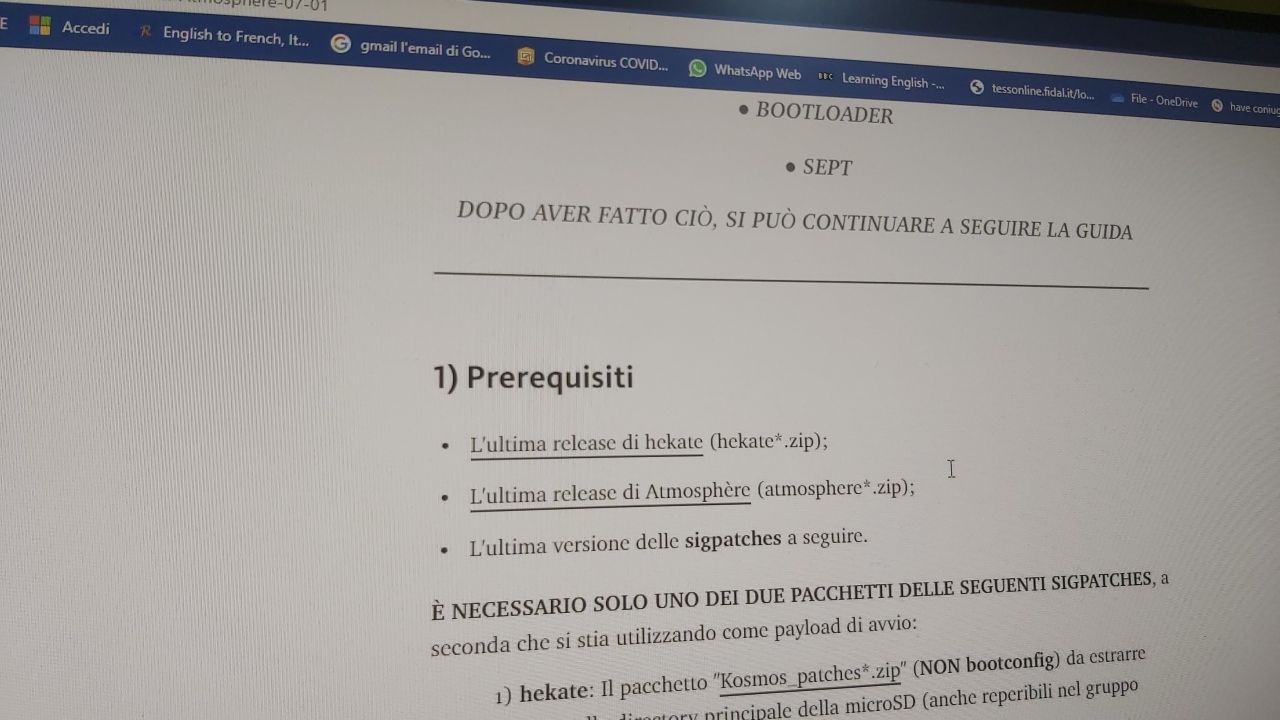 mosphere-07-01
E Accedi English to French, It... gmail l'email di Go... Coronavirus COVID... WhatsApp Web BBC Learning English -... tessonline.fidal.it/lo... File - OneDrive have coniug
• BOOTLOADER
• SEPT
DOPO AVER FATTO CIÒ, SI PUÒ CONTINUARE A SEGUIRE LA GUIDA
1) Prerequisiti
• L'ultima release di hekate (hekate*.zip);
• L'ultima release di Atmosphère (atmosphere*.zip);
• L'ultima versione delle sigpatches a seguire.
È NECESSARIO SOLO UNO DEI DUE PACCHETTI DELLE SEGUENTI SIGPATCHES, a
seconda che si stia utilizzando come payload di avvio:
1) hekate: Il pacchetto "Kosmos_patches*.zip" (NON bootconfig) da estrarre
directory principale della microSD (anche reperibili nel gruppo